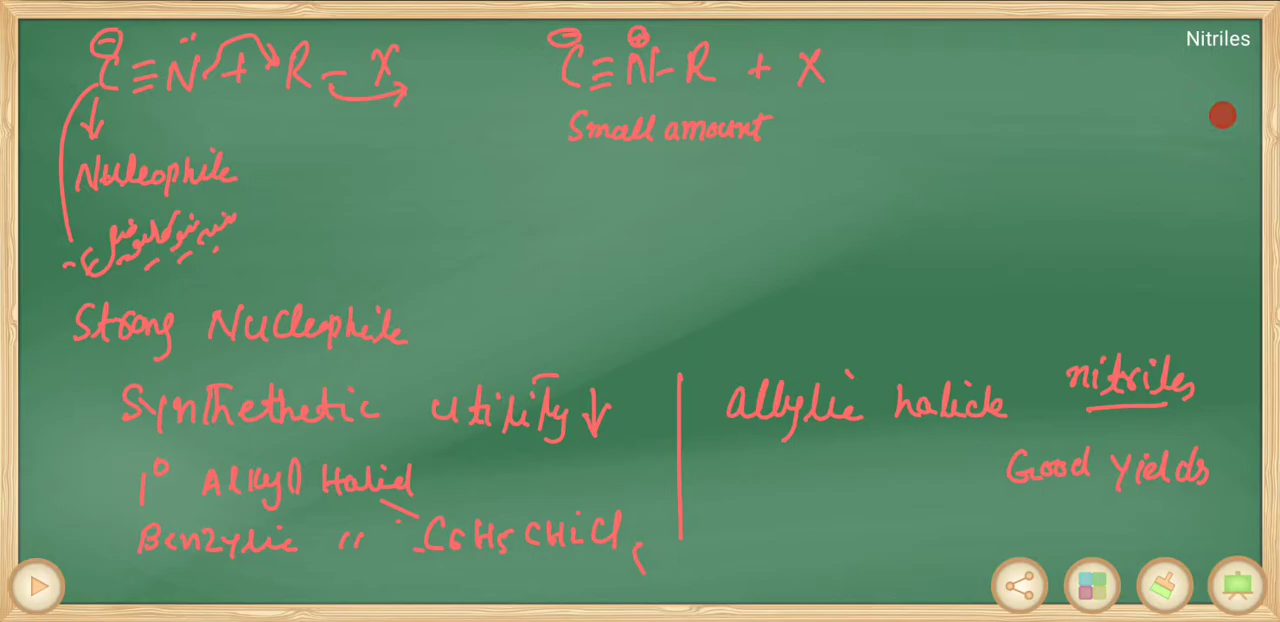 Nitriles
⊖C≡N̈ + R-X
⊖C≡N⊕-R + X
Small amount
Nucleophile
Strong Nucleophile
Synthethetic utility ↓
allylic halide nitriles
Good Yields
1° Alkyl Halid
Benzylic " C6H5CH2Cl